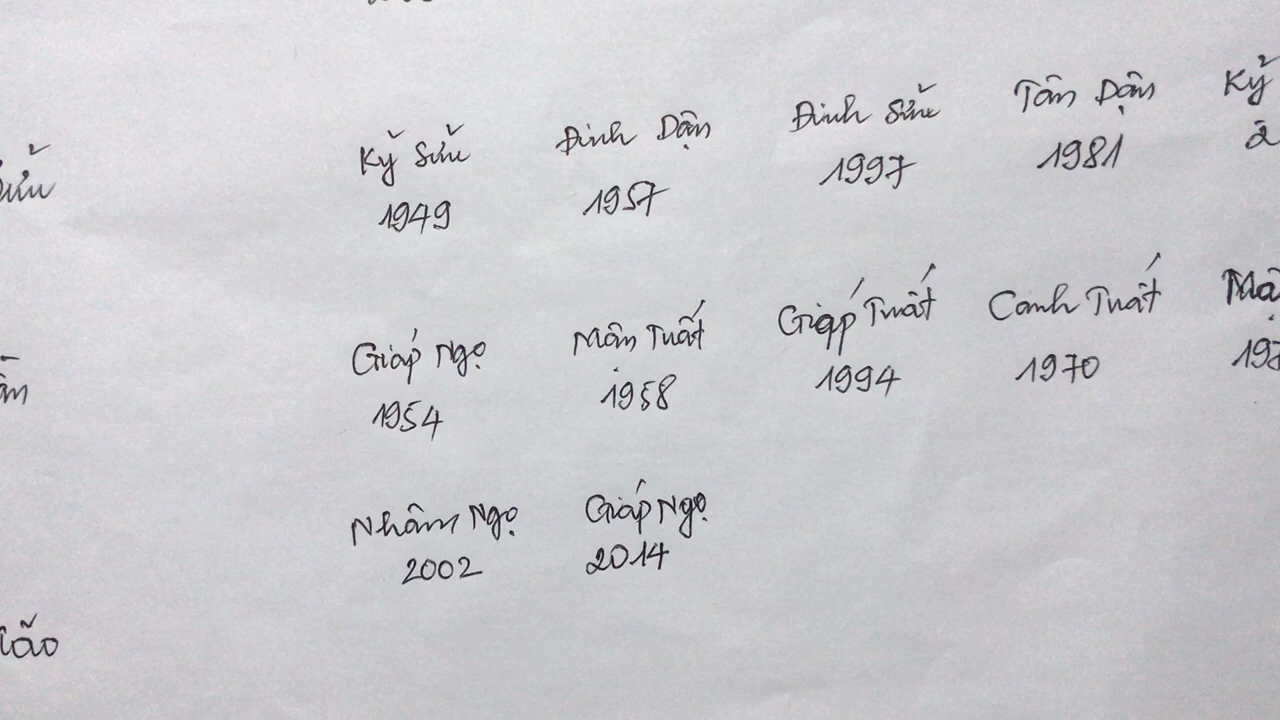 Kỷ Sửu Đinh Dậu Đinh Sửu Tân Dậu Kỷ
1949 1957 1997 1981
Giáp Ngọ Mậu Tuất Giáp Tuất Canh Tuất
1954 1958 1994 1970
Nhâm Ngọ Giáp Ngọ
2002 2014